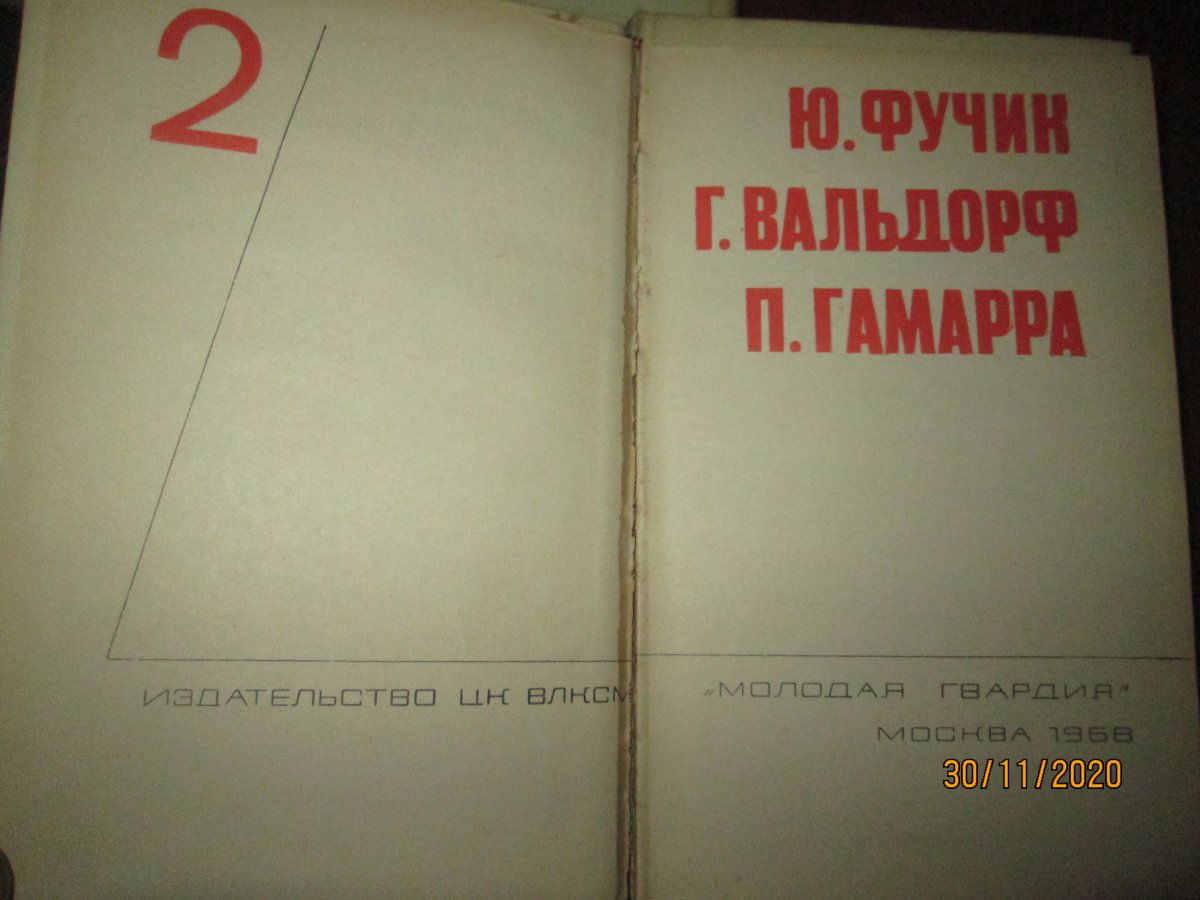 2
Ю. ФУЧИК
Г. ВАЛЬДОРФ
П. ГАМАРРА
ИЗДАТЕЛЬСТВО ЦК ВЛКСМ „МОЛОДАЯ ГВАРДИЯ“
МОСКВА 1968
30/11/2020